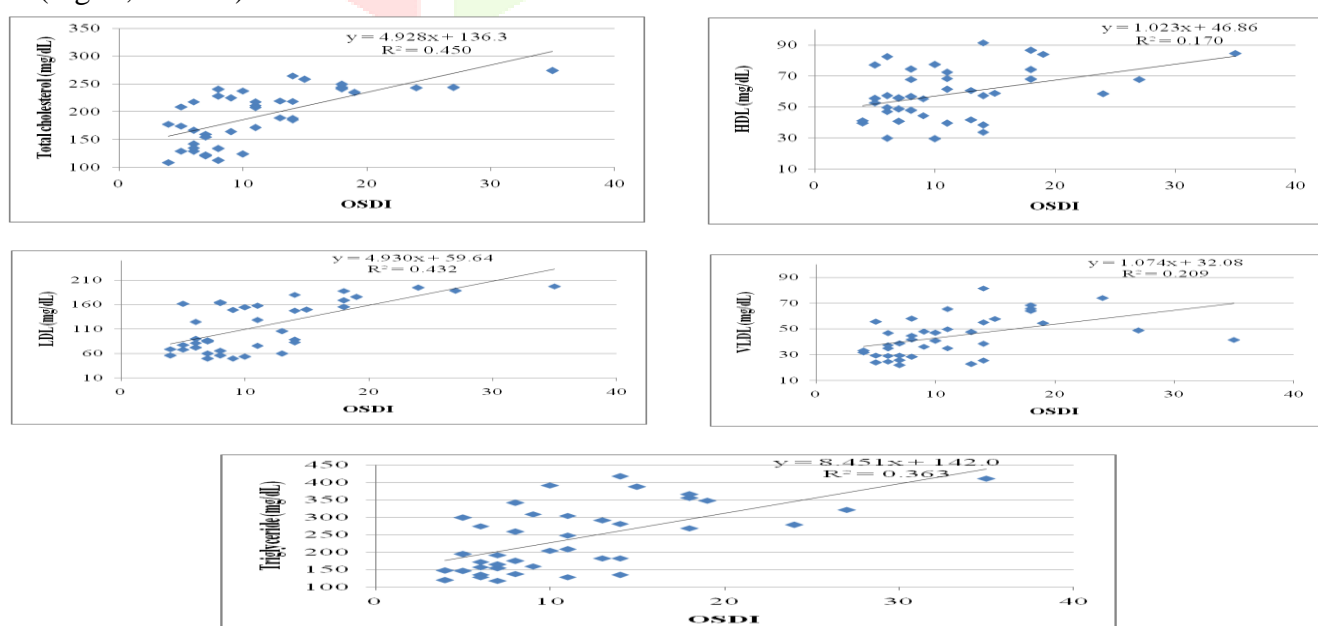 y = 4.928x + 136.3
R² = 0.450
Total cholesterol (mg/dL)
350
300
250
200
150
100
0 10 20 30 40
OSDI
y = 1.023x + 46.86
R² = 0.170
HDL (mg/dL)
90
70
50
30
10
0 10 20 30 40
OSDI
y = 4.930x + 59.64
R² = 0.432
LDL (mg/dL)
210
160
110
60
10
0 10 20 30 40
OSDI
y = 1.074x + 32.08
R² = 0.209
VLDL (mg/dL)
90
70
50
30
10
0 10 20 30 40
OSDI
y = 8.451x + 142.0
R² = 0.363
Triglyceride (mg/dL)
450
400
350
300
250
200
150
100
0 10 20 30 40
OSDI